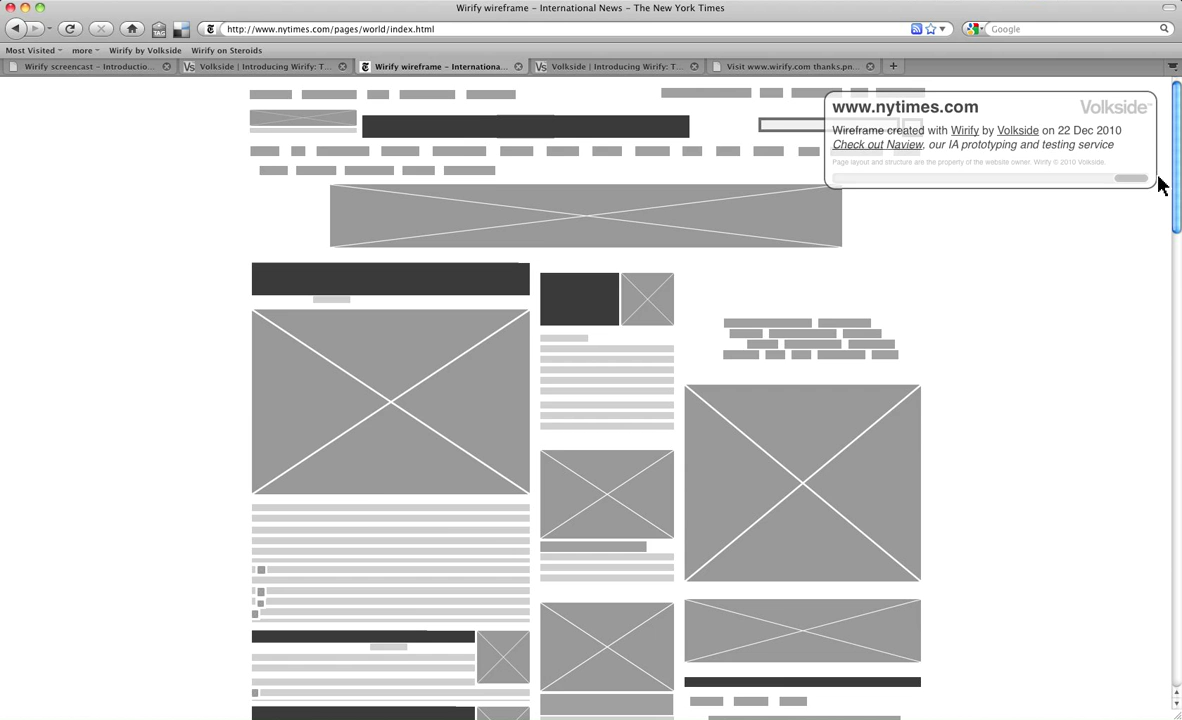 Wirify wireframe – International News – The New York Times
http://www.nytimes.com/pages/world/index.html
Google
Most Visited more Wirify by Volkside Wirify on Steroids
Wirify screencast – Introductio... Volkside | Introducing Wirify: T... Wirify wireframe – Internationa... Volkside | Introducing Wirify: T... Visit www.wirify.com thanks.pn...
TAG
www.nytimes.com
Volkside™
Wireframe created with Wirify by Volkside on 22 Dec 2010
Check out Naview, our IA prototyping and testing service
Page layout and structure are the property of the website owner. Wirify © 2010 Volkside.